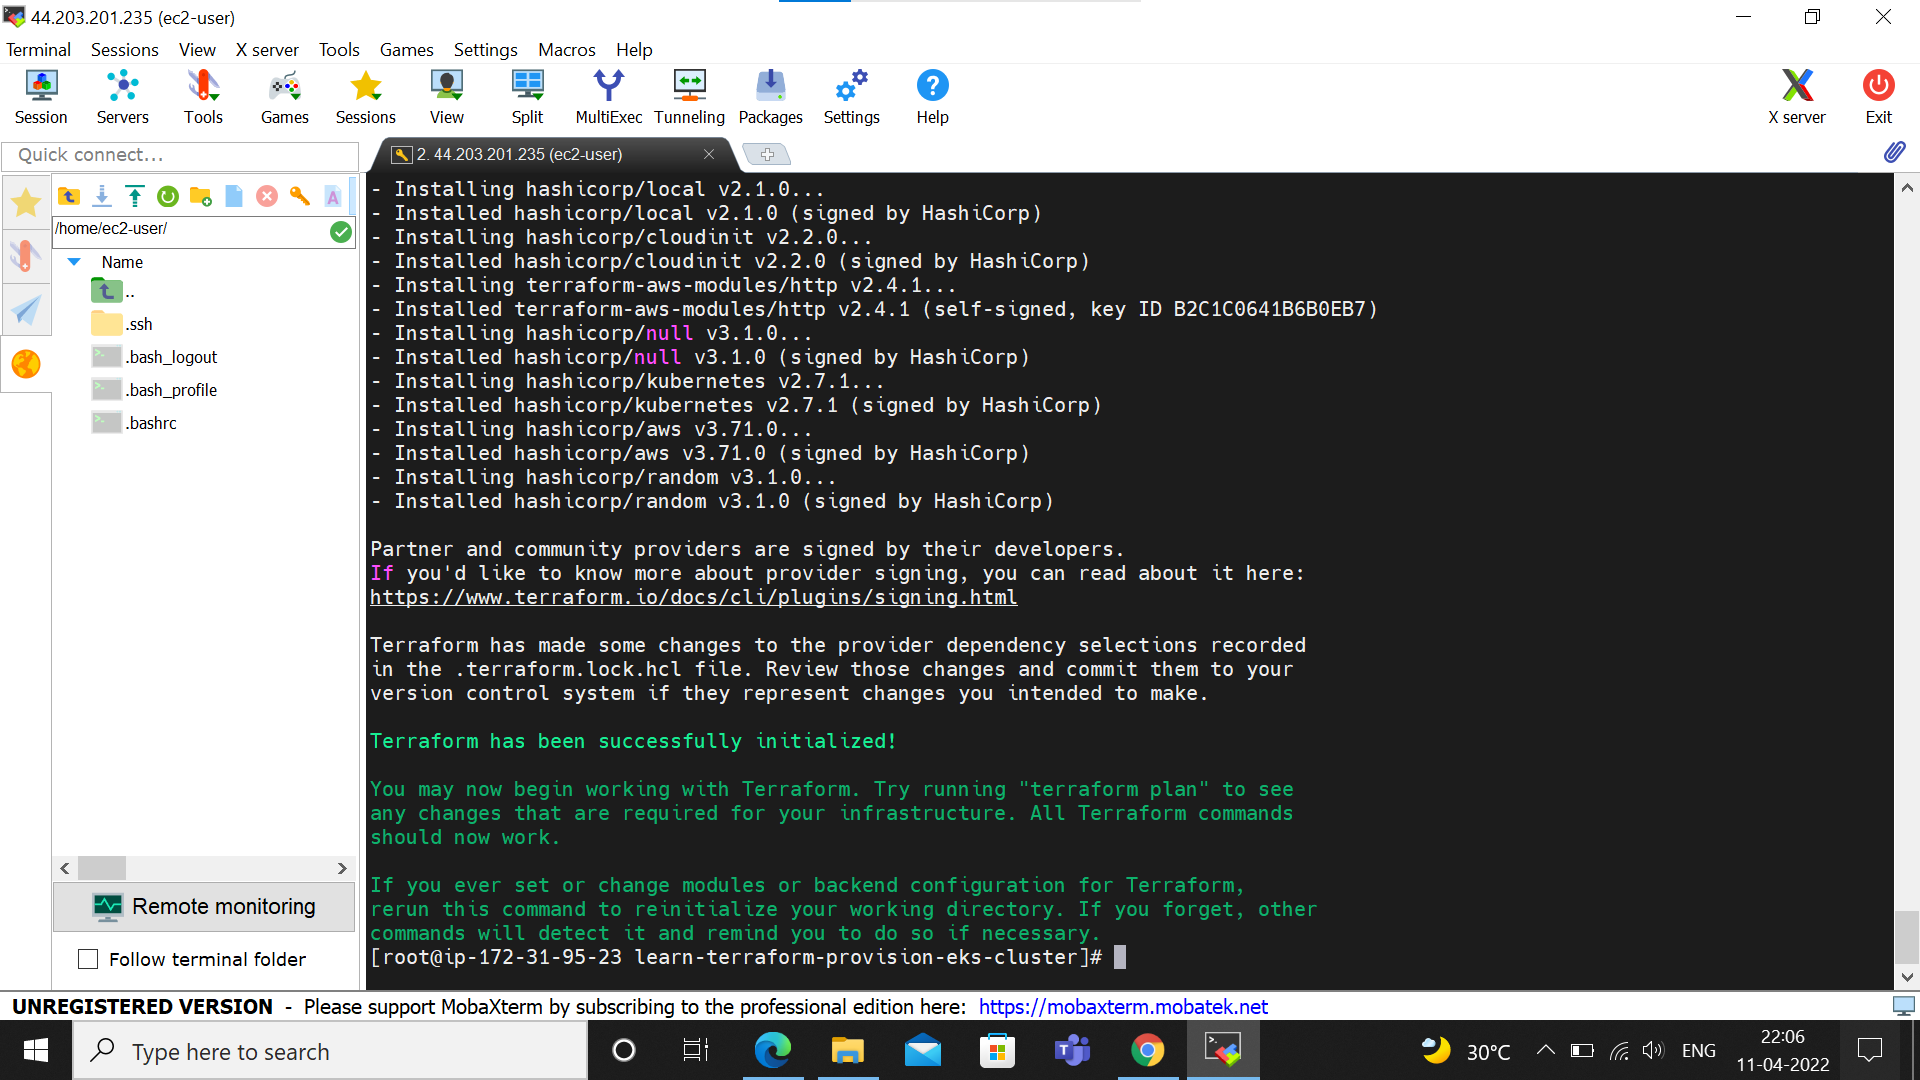 44.203.201.235 (ec2-user)
Terminal Sessions View X server Tools Games Settings Macros Help
Session Servers Tools Games Sessions View Split MultiExec Tunneling Packages Settings Help X server Exit
Quick connect...
2. 44.203.201.235 (ec2-user)
/home/ec2-user/
Name
..
.ssh
.bash_logout
.bash_profile
.bashrc
Remote monitoring
Follow terminal folder
- Installing hashicorp/local v2.1.0...
- Installed hashicorp/local v2.1.0 (signed by HashiCorp)
- Installing hashicorp/cloudinit v2.2.0...
- Installed hashicorp/cloudinit v2.2.0 (signed by HashiCorp)
- Installing terraform-aws-modules/http v2.4.1...
- Installed terraform-aws-modules/http v2.4.1 (self-signed, key ID B2C1C0641B6B0EB7)
- Installing hashicorp/null v3.1.0...
- Installed hashicorp/null v3.1.0 (signed by HashiCorp)
- Installing hashicorp/kubernetes v2.7.1...
- Installed hashicorp/kubernetes v2.7.1 (signed by HashiCorp)
- Installing hashicorp/aws v3.71.0...
- Installed hashicorp/aws v3.71.0 (signed by HashiCorp)
- Installing hashicorp/random v3.1.0...
- Installed hashicorp/random v3.1.0 (signed by HashiCorp)
Partner and community providers are signed by their developers.
If you'd like to know more about provider signing, you can read about it here:
https://www.terraform.io/docs/cli/plugins/signing.html
Terraform has made some changes to the provider dependency selections recorded
in the .terraform.lock.hcl file. Review those changes and commit them to your
version control system if they represent changes you intended to make.
Terraform has been successfully initialized!
You may now begin working with Terraform. Try running "terraform plan" to see
any changes that are required for your infrastructure. All Terraform commands
should now work.
If you ever set or change modules or backend configuration for Terraform,
rerun this command to reinitialize your working directory. If you forget, other
commands will detect it and remind you to do so if necessary.
[root@ip-172-31-95-23 learn-terraform-provision-eks-cluster]#
UNREGISTERED VERSION - Please support MobaXterm by subscribing to the professional edition here: https://mobaxterm.mobatek.net
Type here to search
30°C
ENG
22:06
11-04-2022